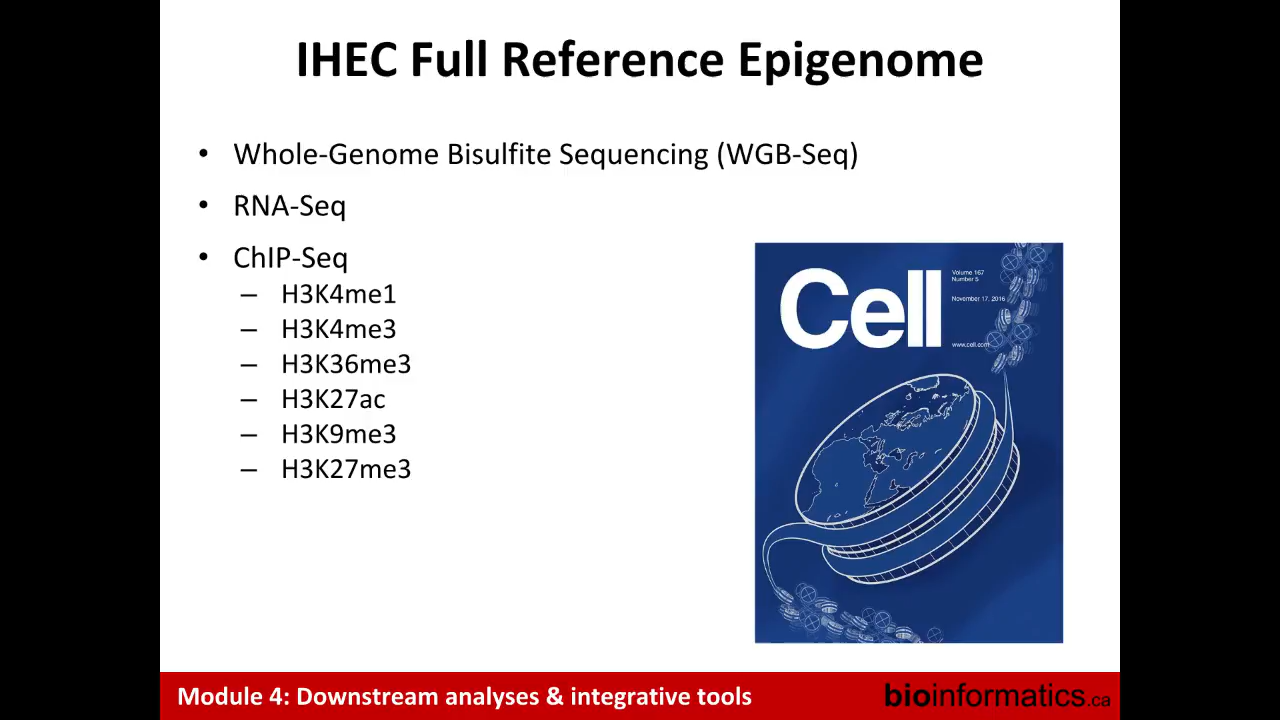 IHEC Full Reference Epigenome
• Whole-Genome Bisulfite Sequencing (WGB-Seq)
• RNA-Seq
• ChIP-Seq
– H3K4me1
– H3K4me3
– H3K36me3
– H3K27ac
– H3K9me3
– H3K27me3
Cell
Volume 167
Number 5
November 17, 2016
www.cell.com
Module 4: Downstream analyses & integrative tools
bioinformatics.ca